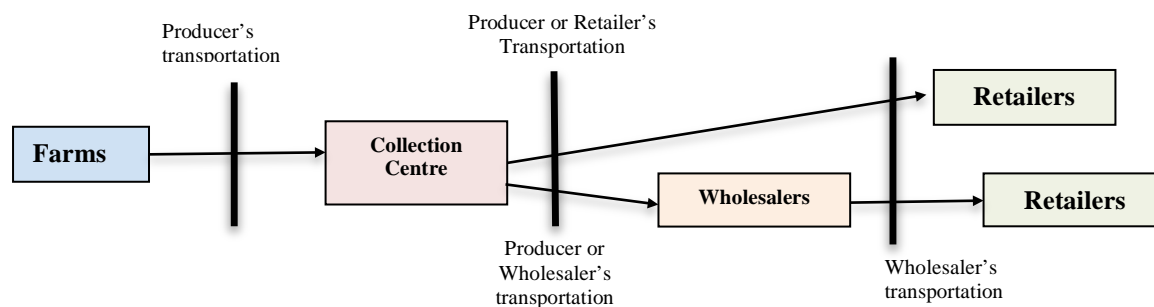 Producer's
transportation
Producer or Retailer's
Transportation
Retailers
Farms
Collection
Centre
Wholesalers
Retailers
Producer or
Wholesaler's
transportation
Wholesaler's
transportation